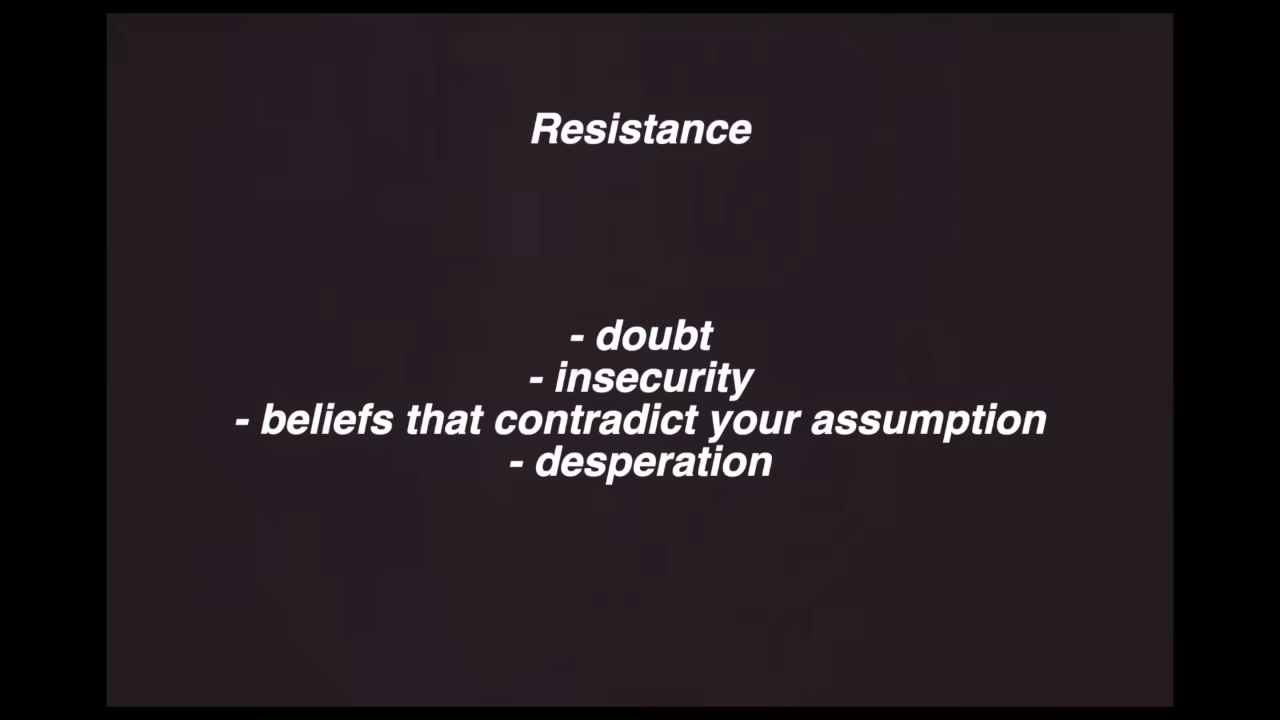 Resistance
- doubt
- insecurity
- beliefs that contradict your assumption
- desperation